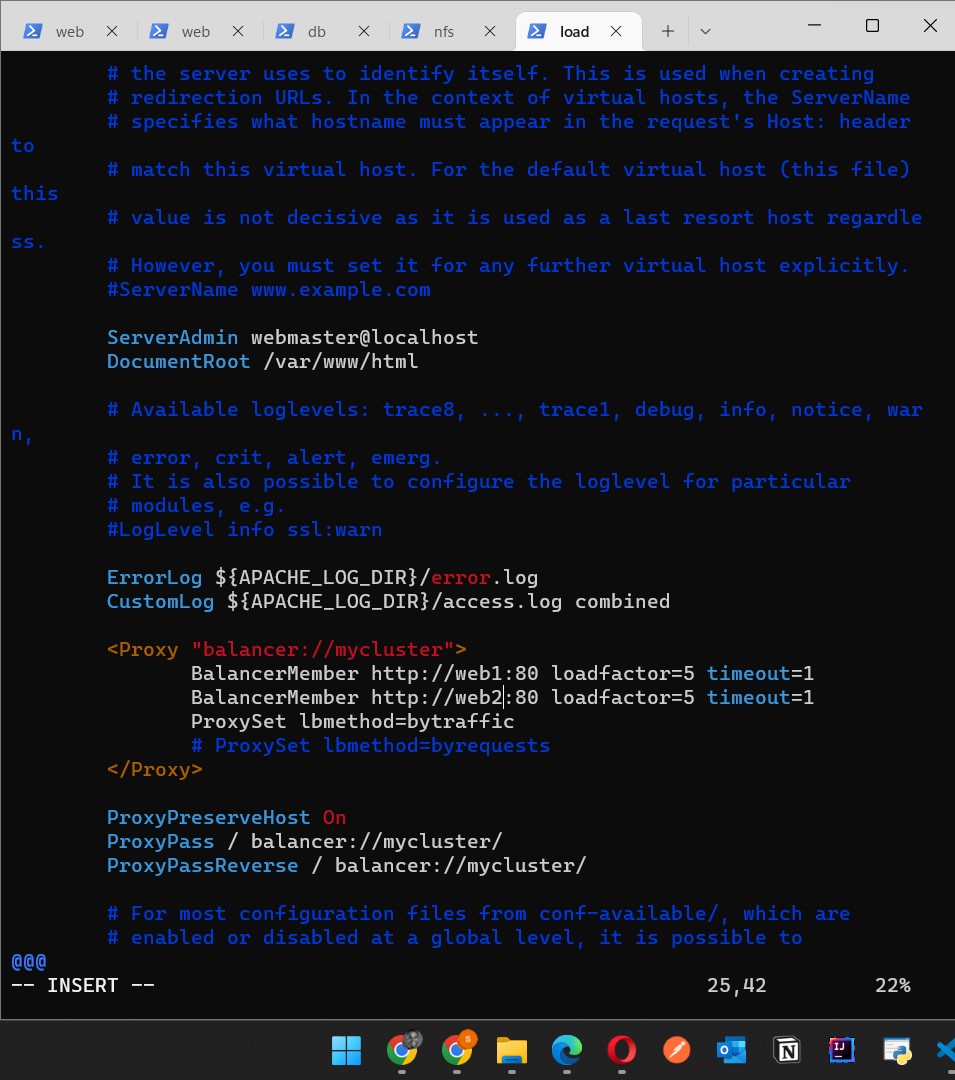 web web db nfs load
# the server uses to identify itself. This is used when creating
# redirection URLs. In the context of virtual hosts, the ServerName
# specifies what hostname must appear in the request's Host: header
to
# match this virtual host. For the default virtual host (this file)
this
# value is not decisive as it is used as a last resort host regardle
ss.
# However, you must set it for any further virtual host explicitly.
#ServerName www.example.com
ServerAdmin webmaster@localhost
DocumentRoot /var/www/html
# Available loglevels: trace8, ..., trace1, debug, info, notice, war
n,
# error, crit, alert, emerg.
# It is also possible to configure the loglevel for particular
# modules, e.g.
#LogLevel info ssl:warn
ErrorLog ${APACHE_LOG_DIR}/error.log
CustomLog ${APACHE_LOG_DIR}/access.log combined
<Proxy "balancer://mycluster">
BalancerMember http://web1:80 loadfactor=5 timeout=1
BalancerMember http://web2:80 loadfactor=5 timeout=1
ProxySet lbmethod=bytraffic
# ProxySet lbmethod=byrequests
</Proxy>
ProxyPreserveHost On
ProxyPass / balancer://mycluster/
ProxyPassReverse / balancer://mycluster/
# For most configuration files from conf-available/, which are
# enabled or disabled at a global level, it is possible to
@@@
-- INSERT -- 25,42 22%